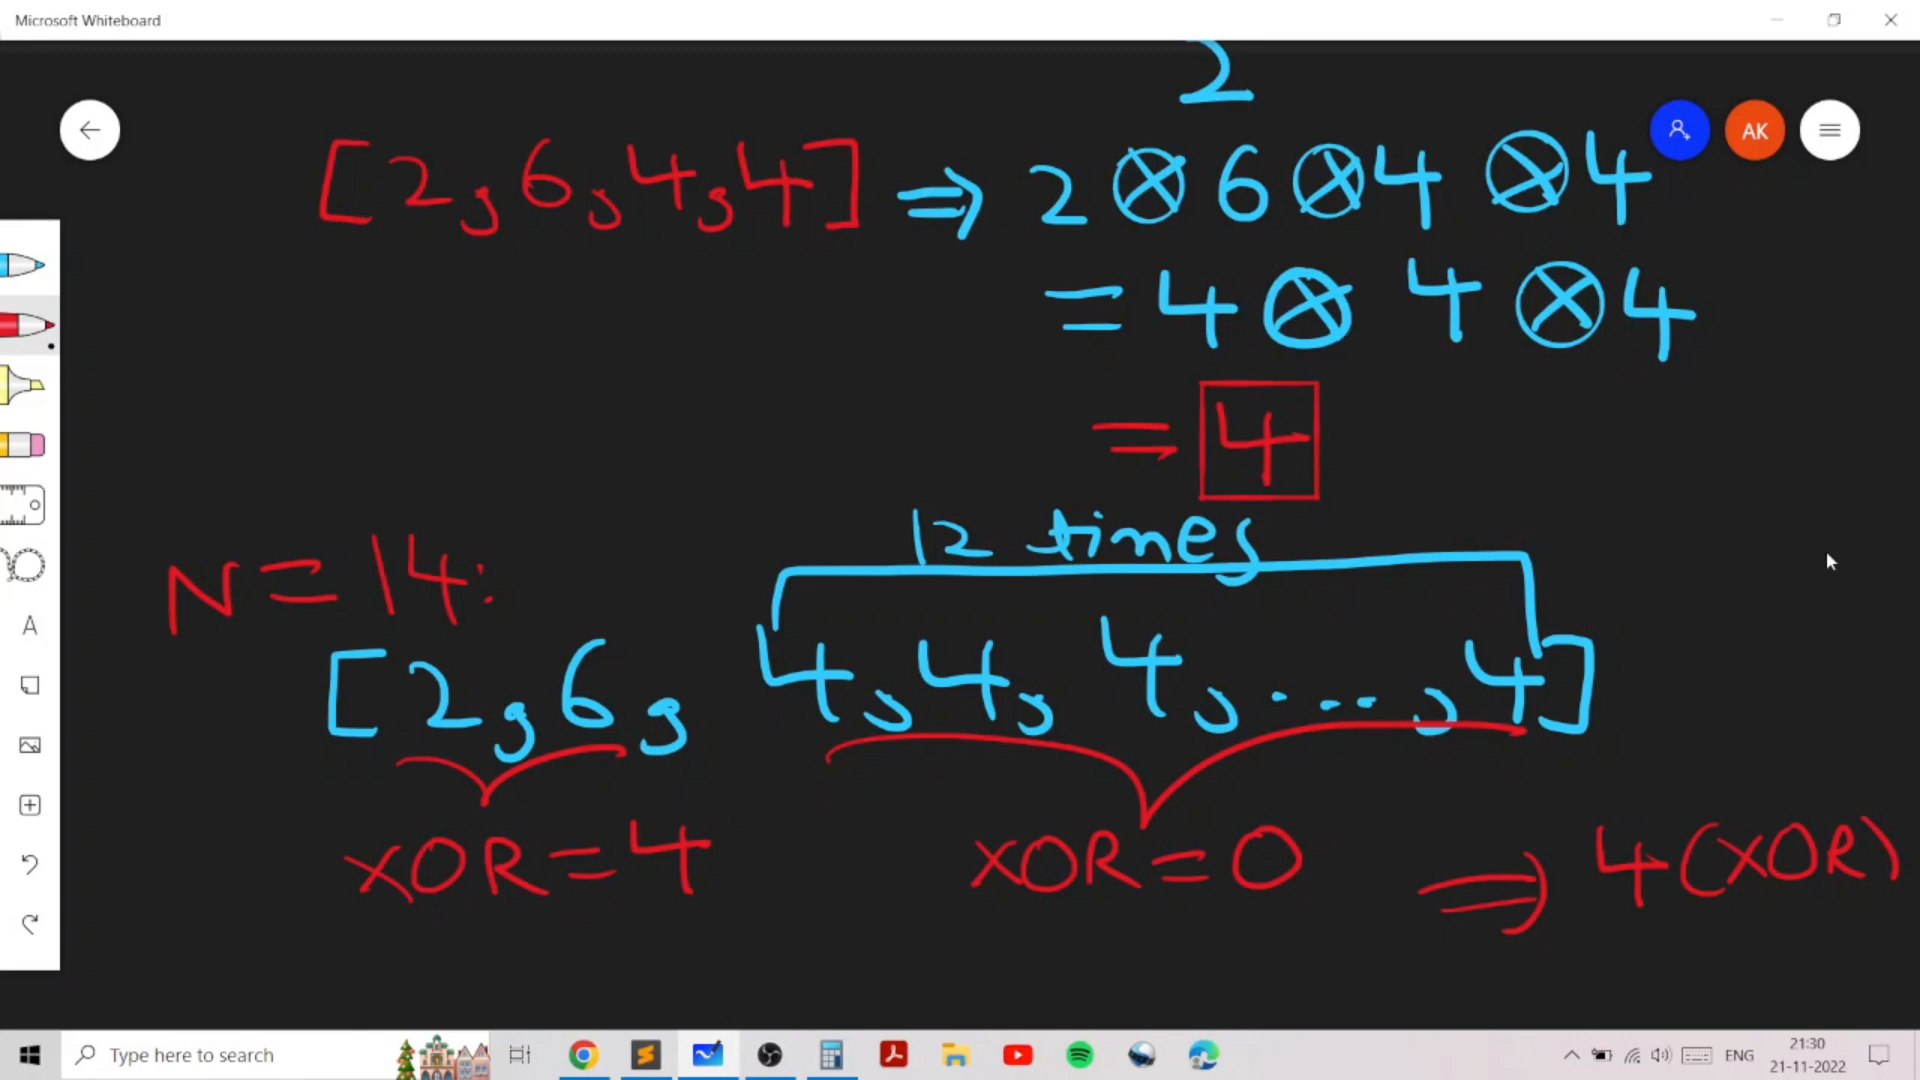 Microsoft Whiteboard
2
[2,6,4,4] ⇒ 2 ⊗ 6 ⊗ 4 ⊗ 4
= 4 ⊗ 4 ⊗ 4
= 4
12 times
N=14:
[2,6, 4,4,4,....,4]
XOR=4 XOR=0 ⇒ 4(XOR)
AK
A
Type here to search
ENG
21:30
21-11-2022